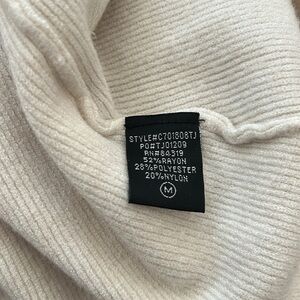 STYLE#C701808TJ
PO#TJ01209
RN#84319
52%RAYON
28%POLYESTER
20%NYLON
M